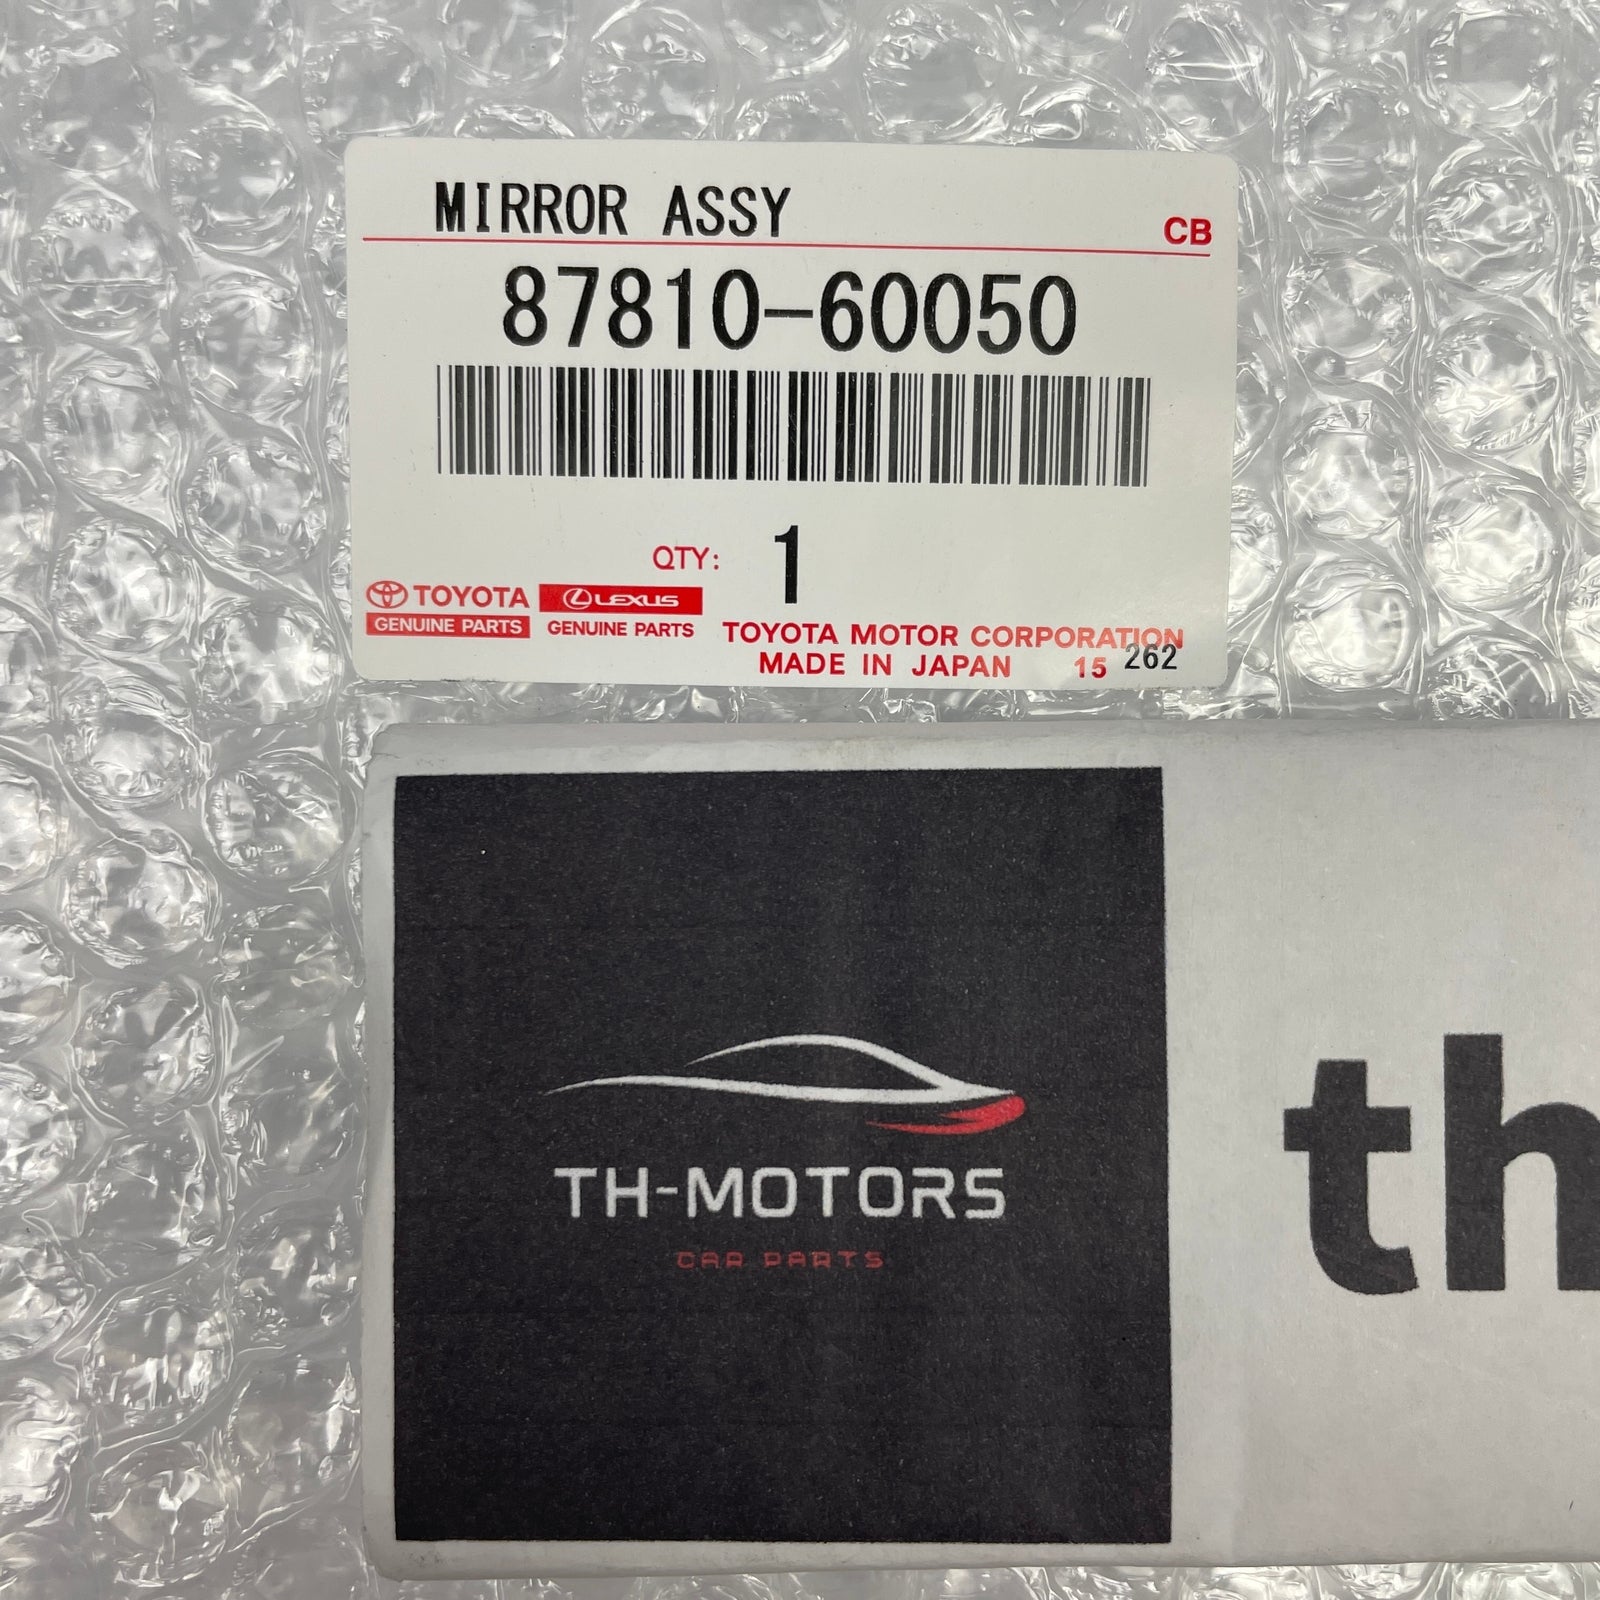 MIRROR ASSY
CB
87810-60050
QTY: 1
TOYOTA
GENUINE PARTS
LEXUS
GENUINE PARTS
TOYOTA MOTOR CORPORATION
MADE IN JAPAN 15 262
TH-MOTORS
CAR PARTS
th